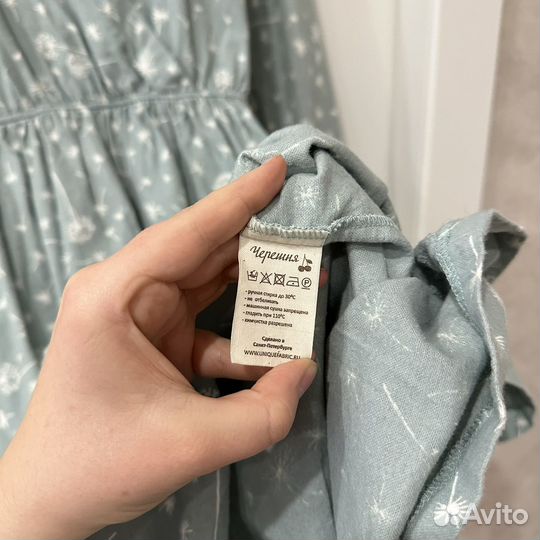 Черешня
- ручная стирка до 30°C
- не отбеливать
- машинная сушка запрещена
- гладить при 110°C
- химчистка разрешена
Сделано в
Санкт-Петербурге
WWW.UNIQUEFABRIC.RU
Avito